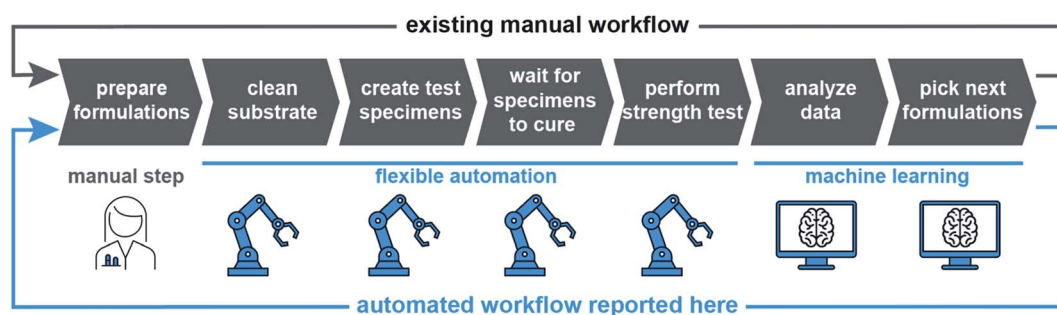 existing manual workflow
prepare
formulations
clean
substrate
create test
specimens
wait for
specimens
to cure
perform
strength test
analyze
data
pick next
formulations
manual step
flexible automation
machine learning
automated workflow reported here